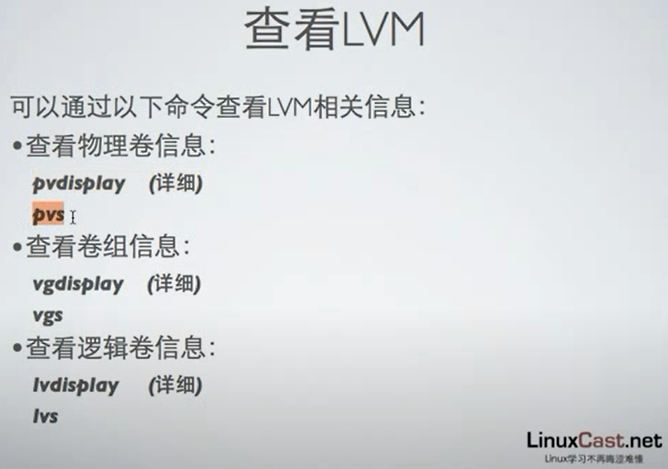 查看LVM
可以通过以下命令查看LVM相关信息：
•查看物理卷信息：
pvdisplay (详细)
pvs
•查看卷组信息：
vgdisplay (详细)
vgs
•查看逻辑卷信息：
lvdisplay (详细)
lvs
LinuxCast.net
Linux学习不再晦涩难懂